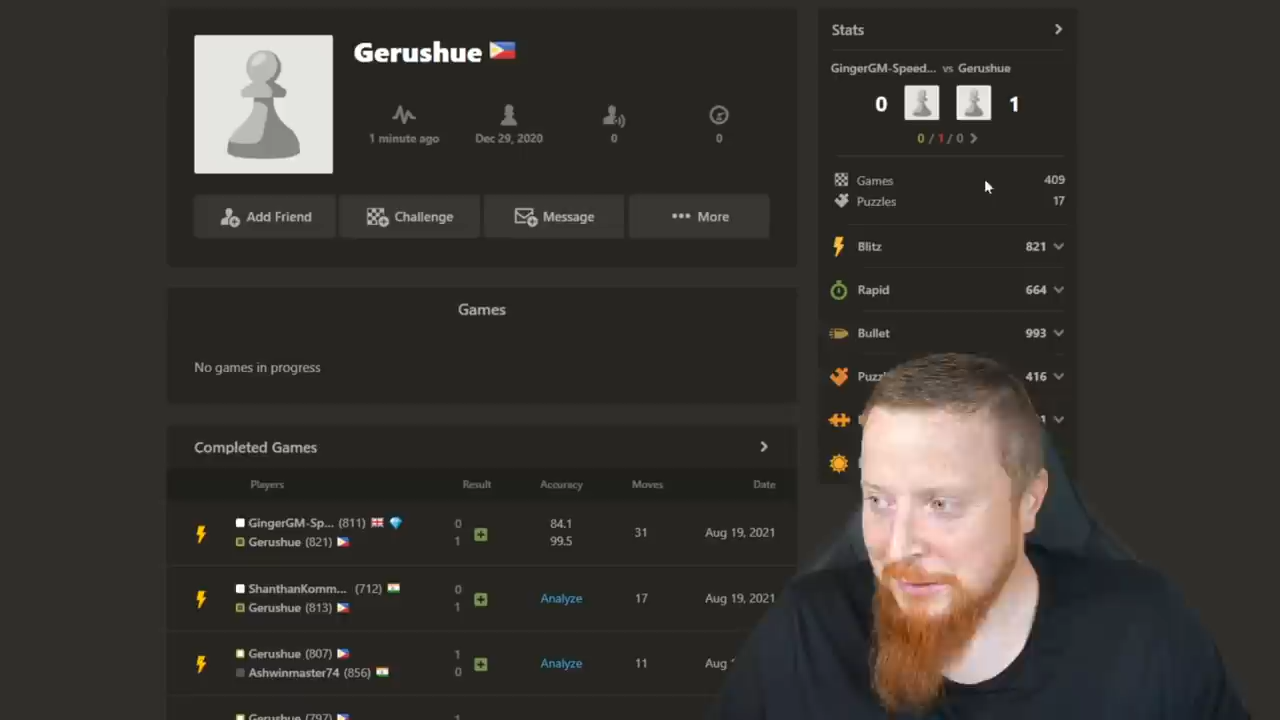 Gerushue
1 minute ago
Dec 29, 2020
0
0
Add Friend
Challenge
Message
More
Games
No games in progress
Completed Games
Players Result Accuracy Moves Date
GingerGM-Sp... (811) 0 84.1
Gerushue (821) 1 99.5
31 Aug 19, 2021
ShanthanKomm... (712) 0
Gerushue (813) 1
Analyze 17 Aug 19, 2021
Gerushue (807) 1
Ashwinmaster74 (856) 0
Analyze 11 Aug
Gerushue (797) 1
Stats
GingerGM-Speed... vs Gerushue
0 1
0 / 1 / 0
Games 409
Puzzles 17
Blitz 821
Rapid 664
Bullet 993
416